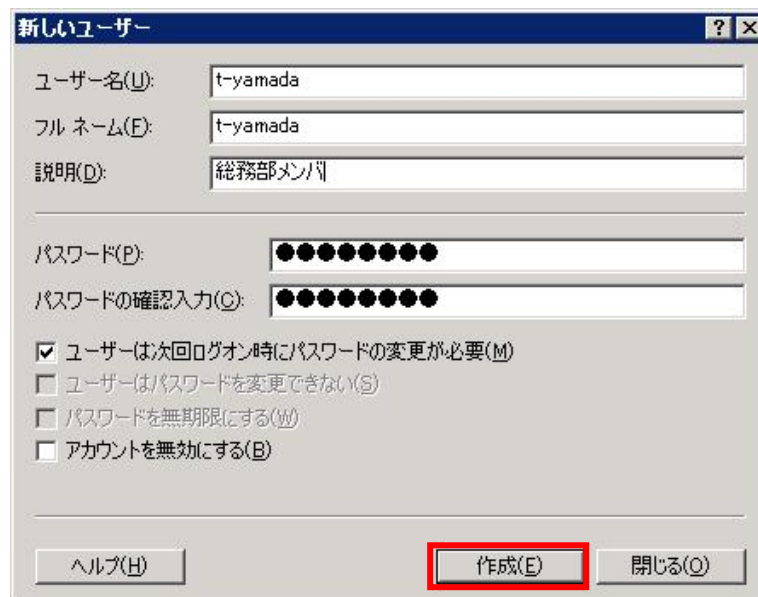 新しいユーザー
ユーザー名(U): t-yamada
フル ネーム(F): t-yamada
説明(D): 総務部メンバ
パスワード(P): ●●●●●●●●
パスワードの確認入力(C): ●●●●●●●●
ユーザーは次回ログオン時にパスワードの変更が必要(M)
ユーザーはパスワードを変更できない(S)
パスワードを無期限にする(W)
アカウントを無効にする(B)
ヘルプ(H) 作成(E) 閉じる(O)